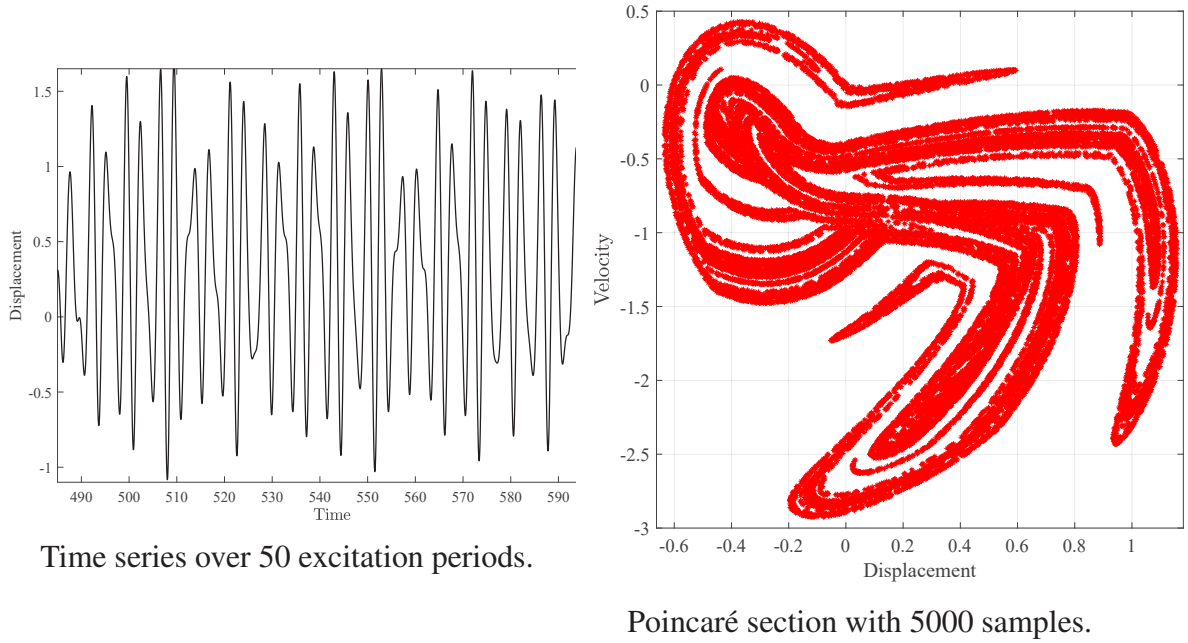 1.5
1
0.5
0
-0.5
-1
Displacement
490 500 510 520 530 540 550 560 570 580 590
Time
Time series over 50 excitation periods.
0.5
0
-0.5
-1
-1.5
-2
-2.5
-3
Velocity
-0.6 -0.4 -0.2 0 0.2 0.4 0.6 0.8 1
Displacement
Poincaré section with 5000 samples.